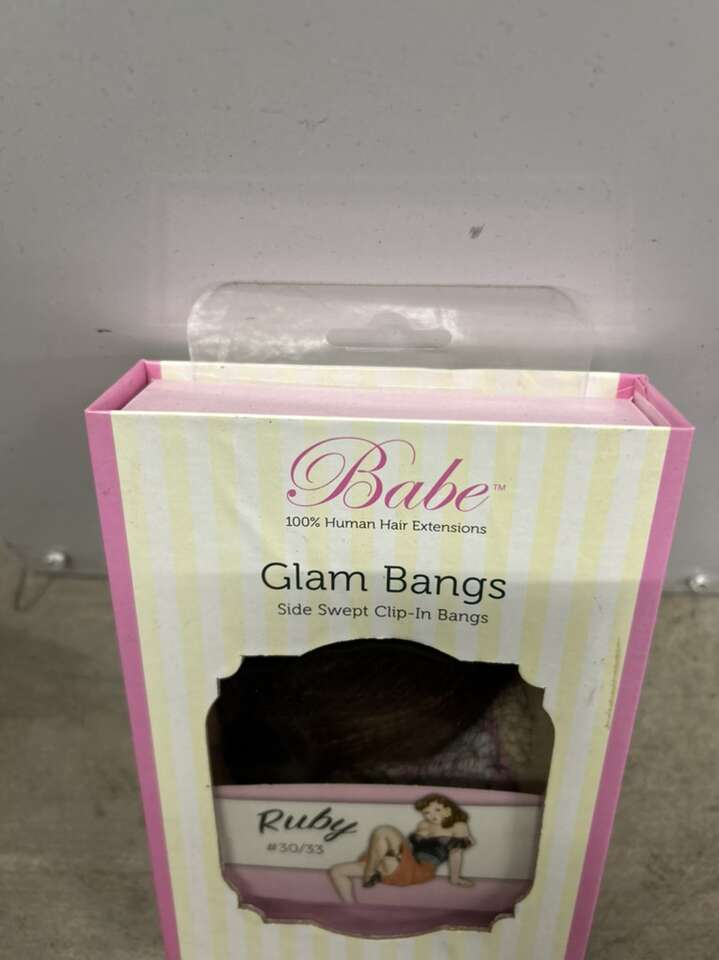 Babe™
100% Human Hair Extensions
Glam Bangs
Side Swept Clip-In Bangs
Ruby
#30/33